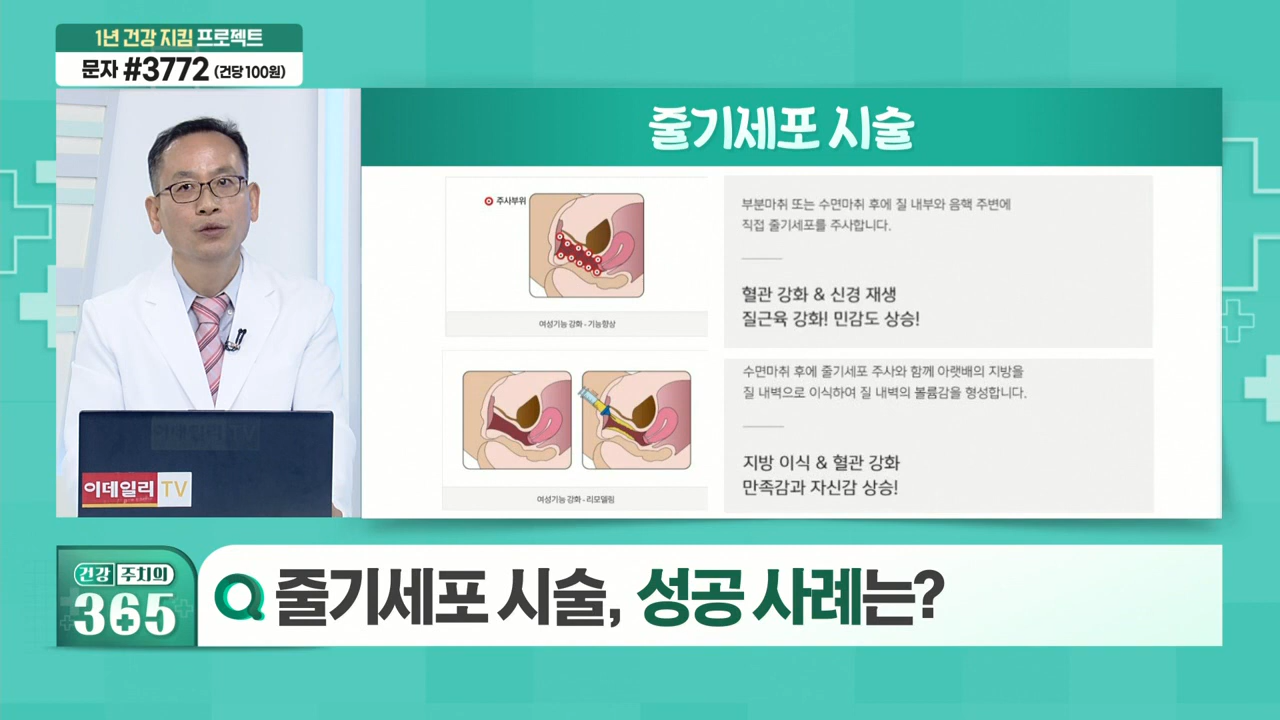 1년 건강 지킴 프로젝트
문자 #3772 (건당 100원)
줄기세포 시술
주사부위
여성기능 강화 - 기능향상
부분마취 또는 수면마취 후에 질 내부와 음핵 주변에
직접 줄기세포를 주사합니다.
혈관 강화 & 신경 재생
질근육 강화! 민감도 상승!
여성기능 강화 - 리모델링
수면마취 후에 줄기세포 주사와 함께 아랫배의 지방을
질 내벽으로 이식하여 질 내벽의 볼륨감을 형성합니다.
지방 이식 & 혈관 강화
만족감과 자신감 상승!
이데일리 TV
건강 주치의
365
Q 줄기세포 시술, 성공 사례는?